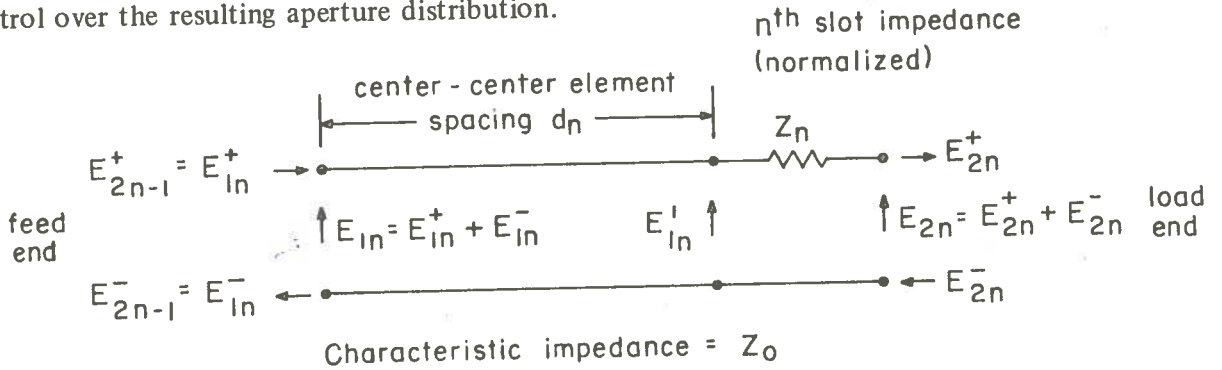 trol over the resulting aperture distribution.
nth slot impedance
(normalized)
center - center element
spacing dn
Zn
E+2n-1 = E+1n
E+2n
feed
end
E1n = E+1n + E-1n
E'1n
E2n = E+2n + E-2n
load
end
E-2n-1 = E-1n
E-2n
Characteristic impedance = Zo